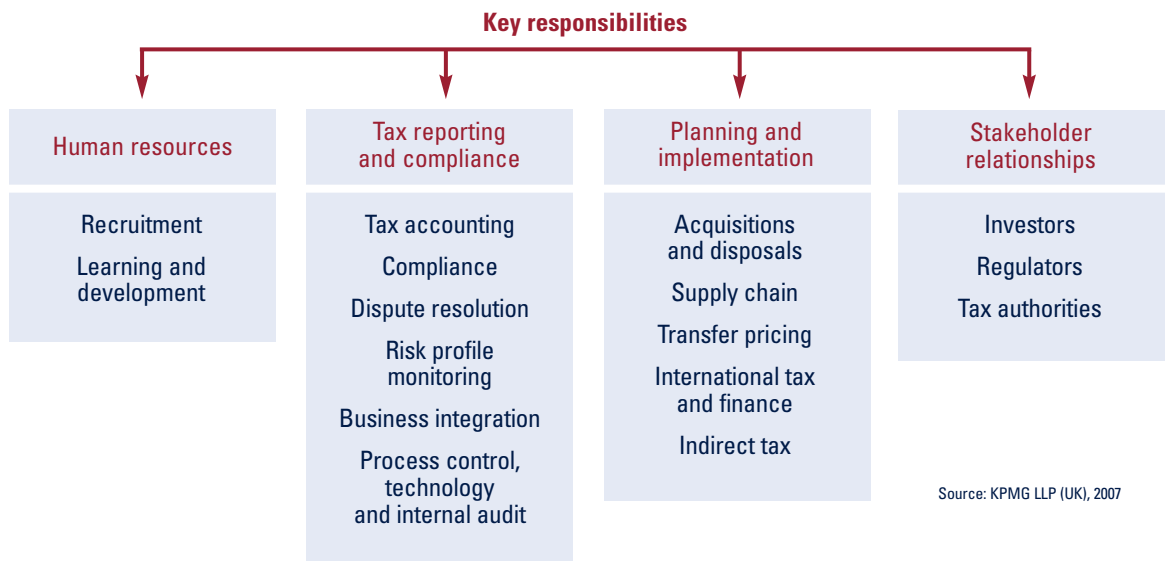 Key responsibilities
Human resources
Recruitment
Learning and
development
Tax reporting
and compliance
Tax accounting
Compliance
Dispute resolution
Risk profile
monitoring
Business integration
Process control,
technology
and internal audit
Planning and
implementation
Acquisitions
and disposals
Supply chain
Transfer pricing
International tax
and finance
Indirect tax
Stakeholder
relationships
Investors
Regulators
Tax authorities
Source: KPMG LLP (UK), 2007